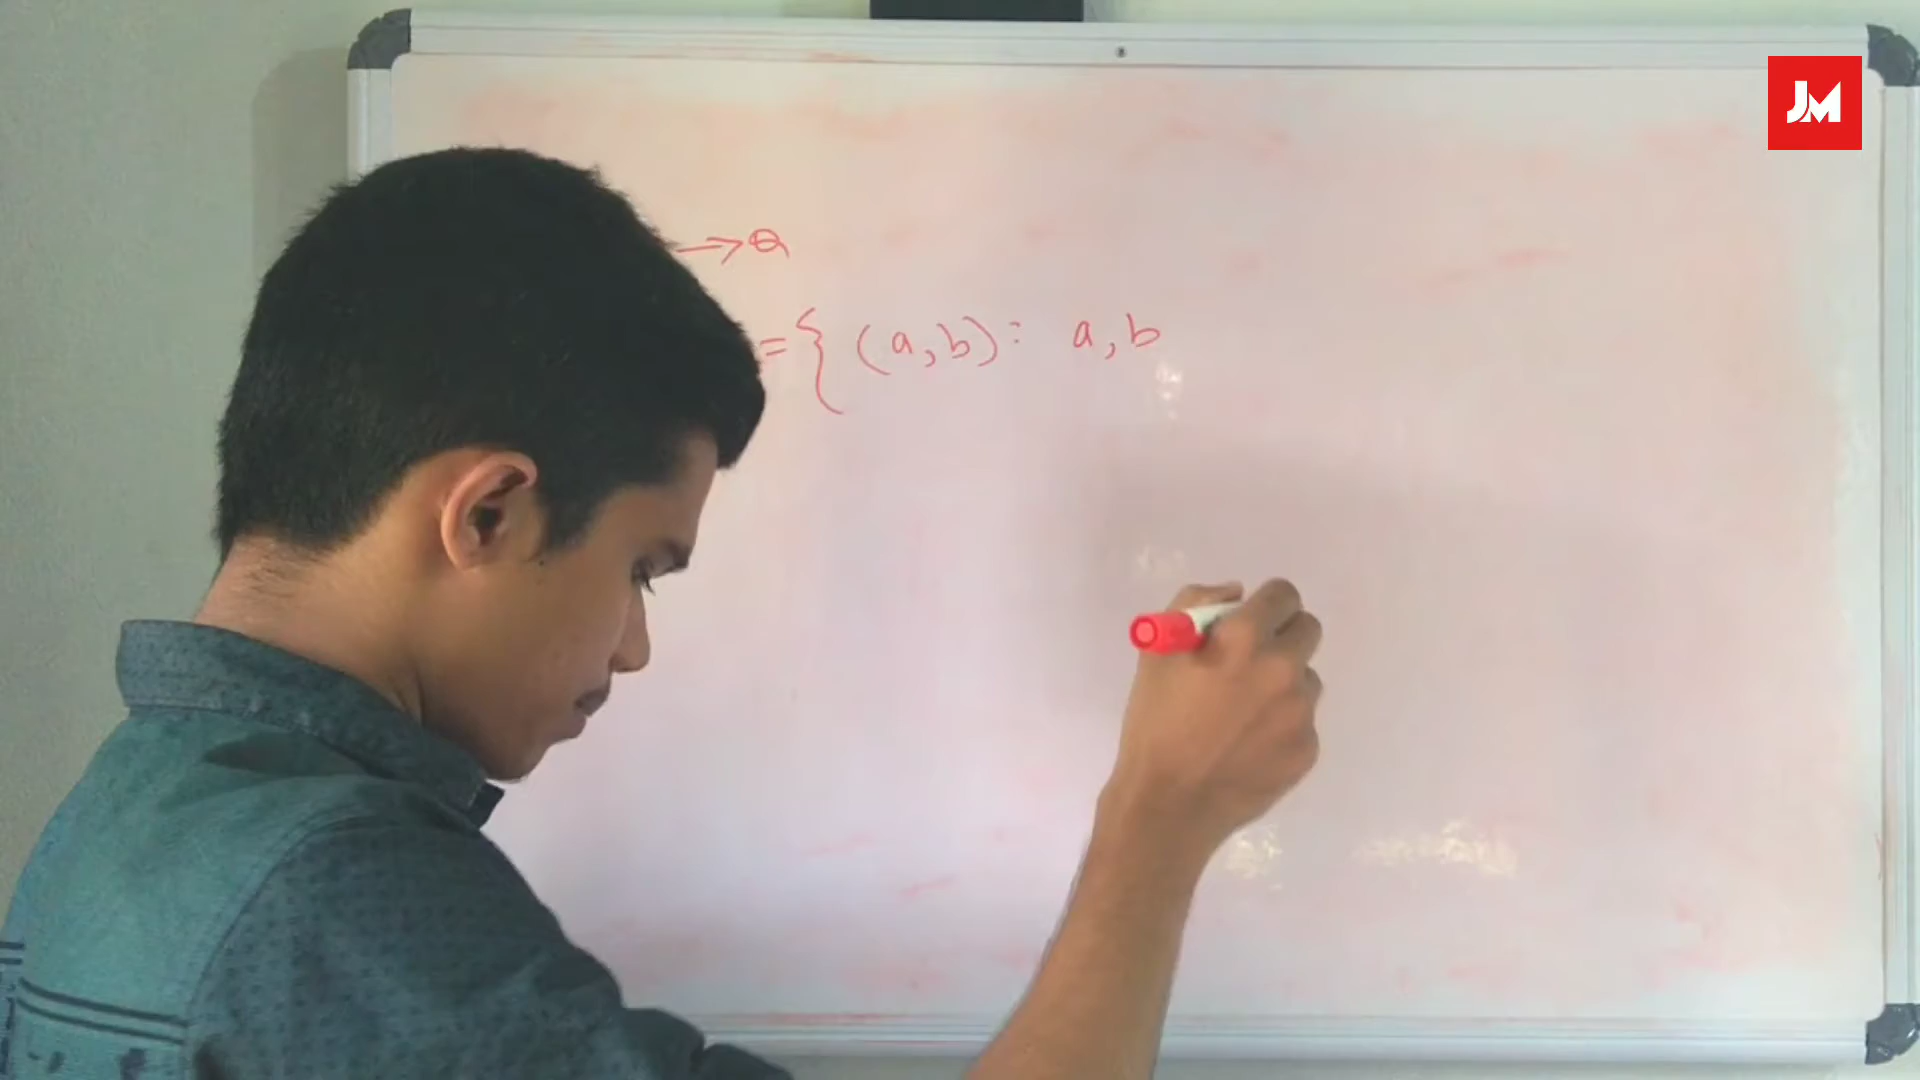 JM
→Q
={ (a,b): a,b